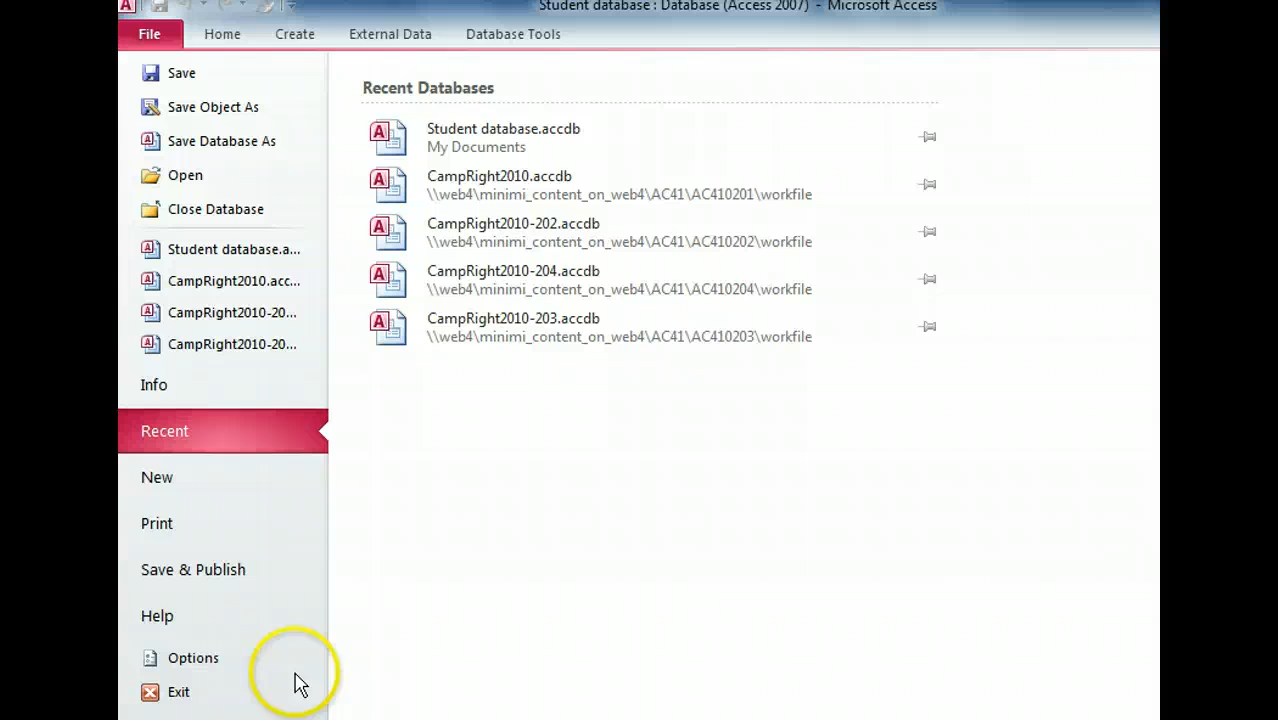 Student database : Database (Access 2007) - Microsoft Access
File Home Create External Data Database Tools
Save
Save Object As
Save Database As
Open
Close Database
Student database.a...
CampRight2010.acc...
CampRight2010-20...
CampRight2010-20...
Info
Recent
New
Print
Save & Publish
Help
Options
Exit
Recent Databases
Student database.accdb
My Documents
CampRight2010.accdb
\\web4\minimi_content_on_web4\AC41\AC410201\workfile
CampRight2010-202.accdb
\\web4\minimi_content_on_web4\AC41\AC410202\workfile
CampRight2010-204.accdb
\\web4\minimi_content_on_web4\AC41\AC410204\workfile
CampRight2010-203.accdb
\\web4\minimi_content_on_web4\AC41\AC410203\workfile